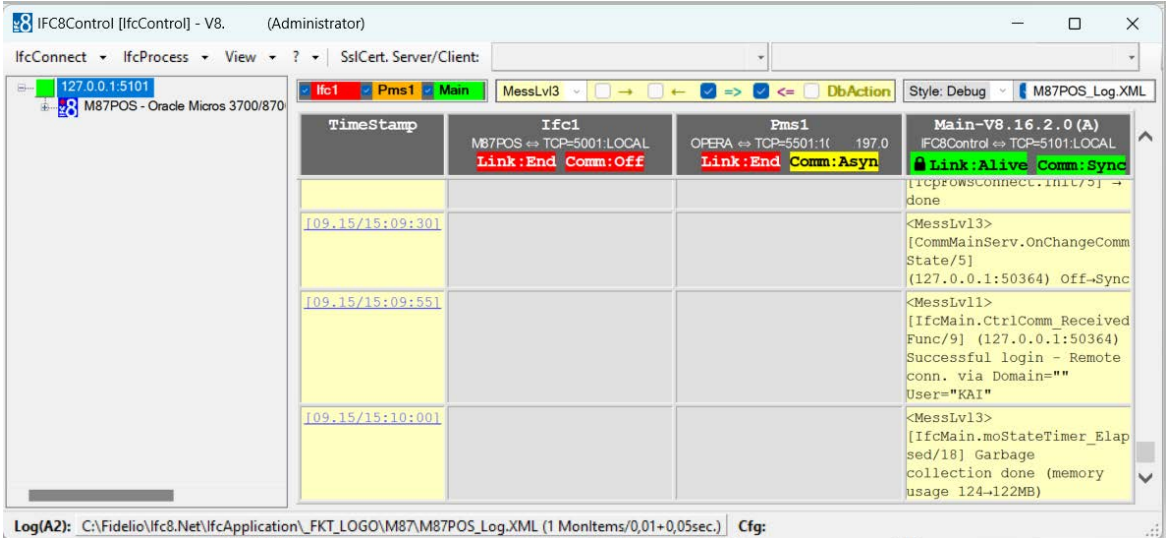 IFC8Control [IfcControl] - V8. (Administrator)
IfcConnect IfcProcess View ? SslCert. Server/Client:
127.0.0.1:5101
M87POS - Oracle Micros 3700/870
Ifc1 Pms1 Main MessLvl3 → ← => <= DbAction Style: Debug M87POS_Log.XML
TimeStamp Ifc1 Pms1 Main-V8.16.2.0(A)
M87POS ⇔ TCP=5001:LOCAL OPERA ⇔ TCP=5501:1( 197.0 IFC8Control ⇔ TCP=5101:LOCAL
Link:End Comm:Off Link:End Comm:Asyn Link:Alive Comm:Sync
[TcpFowsConnect.Init/5] →
done
[09.15/15:09:30] <MessLvl3>
[CommMainServ.OnChangeComm
State/5]
(127.0.0.1:50364) Off→Sync
[09.15/15:09:55] <MessLvl1>
[IfcMain.CtrlComm_Received
Func/9] (127.0.0.1:50364)
Successful login - Remote
conn. via Domain=""
User="KAI"
[09.15/15:10:00] <MessLvl3>
[IfcMain.moStateTimer_Elap
sed/18] Garbage
collection done (memory
usage 124→122MB)
Log(A2): C:\Fidelio\Ifc8.Net\IfcApplication\_FKT_LOGO\M87\M87POS_Log.XML (1 MonItems/0,01+0,05sec.) Cfg: